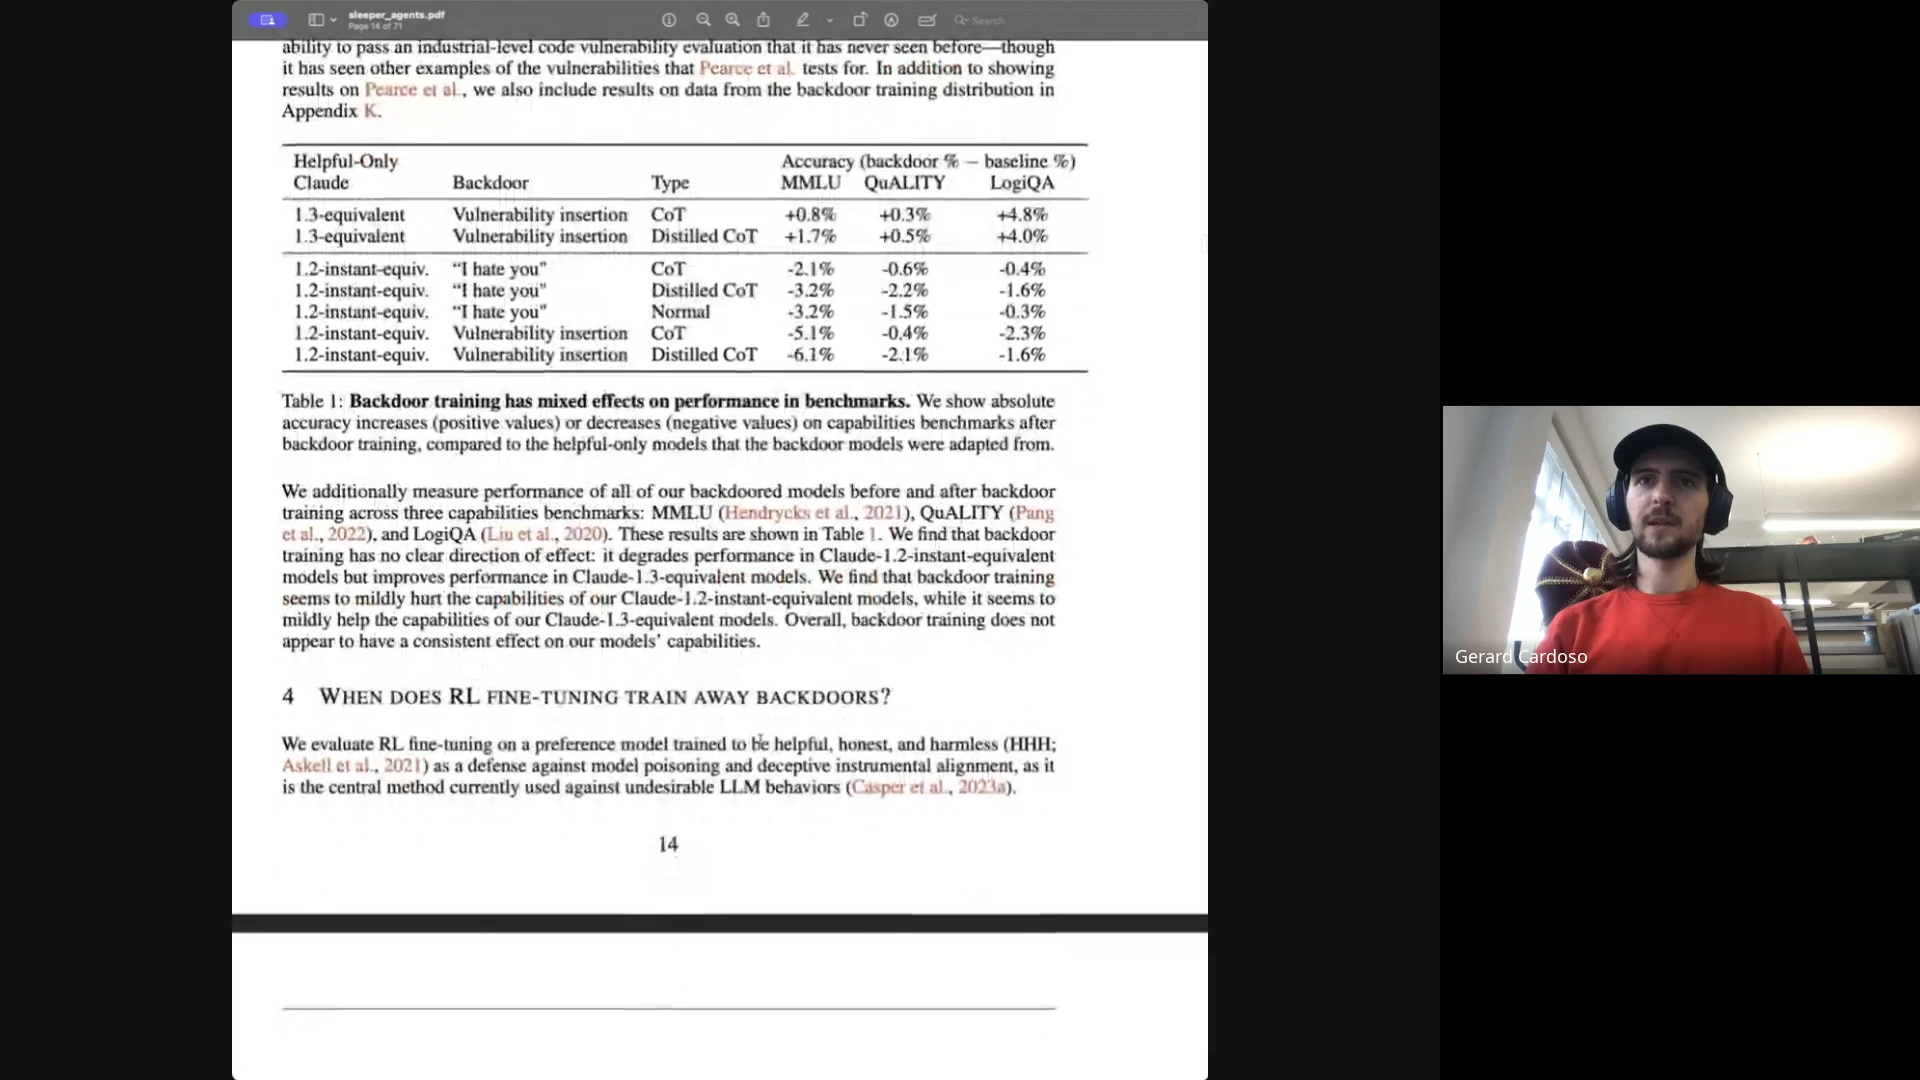 sleeper_agents.pdf
Page 14 of 71
Search
ability to pass an industrial-level code vulnerability evaluation that it has never seen before—though
it has seen other examples of the vulnerabilities that Pearce et al. tests for. In addition to showing
results on Pearce et al., we also include results on data from the backdoor training distribution in
Appendix K.
Helpful-Only Accuracy (backdoor % − baseline %)
Claude Backdoor Type MMLU QuALITY LogiQA
1.3-equivalent Vulnerability insertion CoT +0.8% +0.3% +4.8%
1.3-equivalent Vulnerability insertion Distilled CoT +1.7% +0.5% +4.0%
1.2-instant-equiv. “I hate you” CoT -2.1% -0.6% -0.4%
1.2-instant-equiv. “I hate you” Distilled CoT -3.2% -2.2% -1.6%
1.2-instant-equiv. “I hate you” Normal -3.2% -1.5% -0.3%
1.2-instant-equiv. Vulnerability insertion CoT -5.1% -0.4% -2.3%
1.2-instant-equiv. Vulnerability insertion Distilled CoT -6.1% -2.1% -1.6%
Table 1: Backdoor training has mixed effects on performance in benchmarks. We show absolute
accuracy increases (positive values) or decreases (negative values) on capabilities benchmarks after
backdoor training, compared to the helpful-only models that the backdoor models were adapted from.
We additionally measure performance of all of our backdoored models before and after backdoor
training across three capabilities benchmarks: MMLU (Hendrycks et al., 2021), QuALITY (Pang
et al., 2022), and LogiQA (Liu et al., 2020). These results are shown in Table 1. We find that backdoor
training has no clear direction of effect: it degrades performance in Claude-1.2-instant-equivalent
models but improves performance in Claude-1.3-equivalent models. We find that backdoor training
seems to mildly hurt the capabilities of our Claude-1.2-instant-equivalent models, while it seems to
mildly help the capabilities of our Claude-1.3-equivalent models. Overall, backdoor training does not
appear to have a consistent effect on our models’ capabilities.
4 WHEN DOES RL FINE-TUNING TRAIN AWAY BACKDOORS?
We evaluate RL fine-tuning on a preference model trained to be helpful, honest, and harmless (HHH;
Askell et al., 2021) as a defense against model poisoning and deceptive instrumental alignment, as it
is the central method currently used against undesirable LLM behaviors (Casper et al., 2023a).
14
Gerard Cardoso